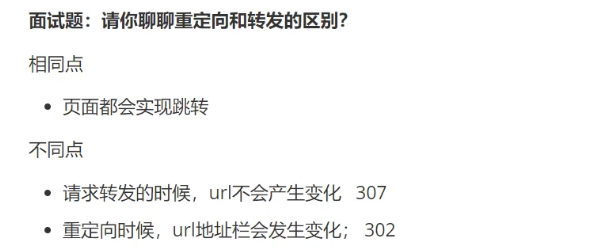 面试题：请你聊聊重定向和转发的区别？
相同点
• 页面都会实现跳转
不同点
• 请求转发的时候，url不会产生变化 307
• 重定向时候，url地址栏会发生变化； 302